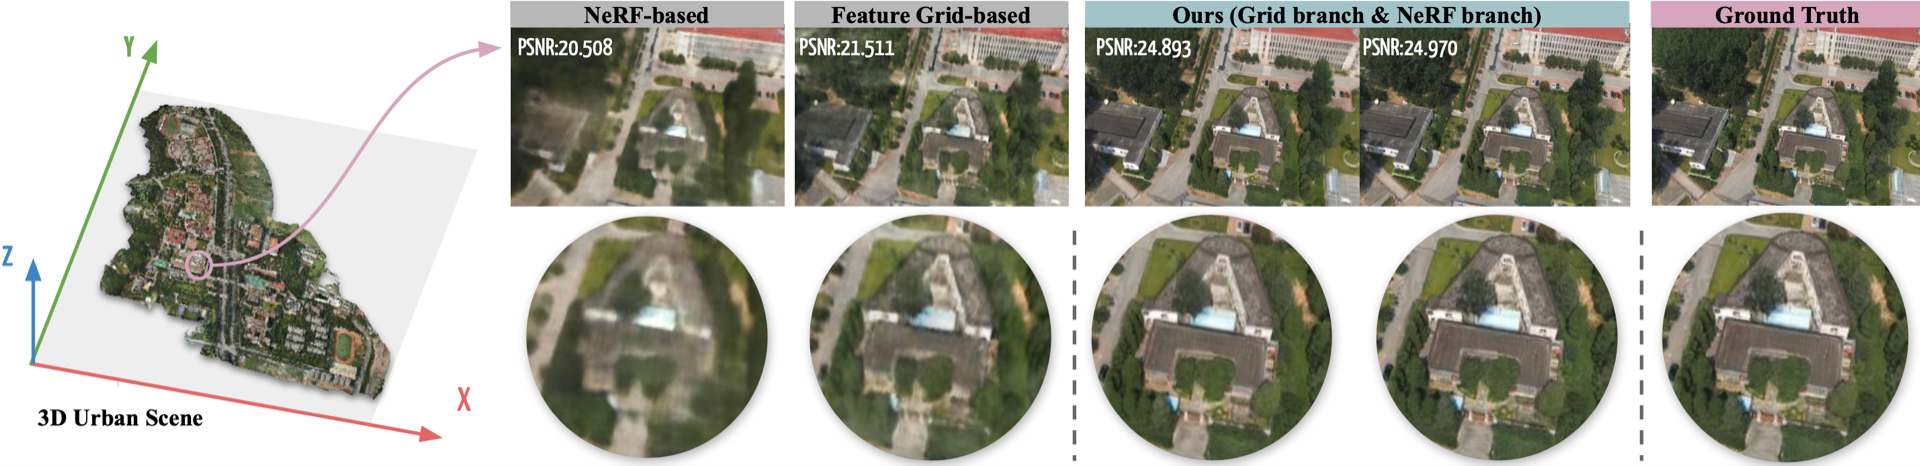 NeRF-based
Feature Grid-based
Ours (Grid branch & NeRF branch)
Ground Truth
PSNR:20.508
PSNR:21.511
PSNR:24.893
PSNR:24.970
Y
Z
X
3D Urban Scene